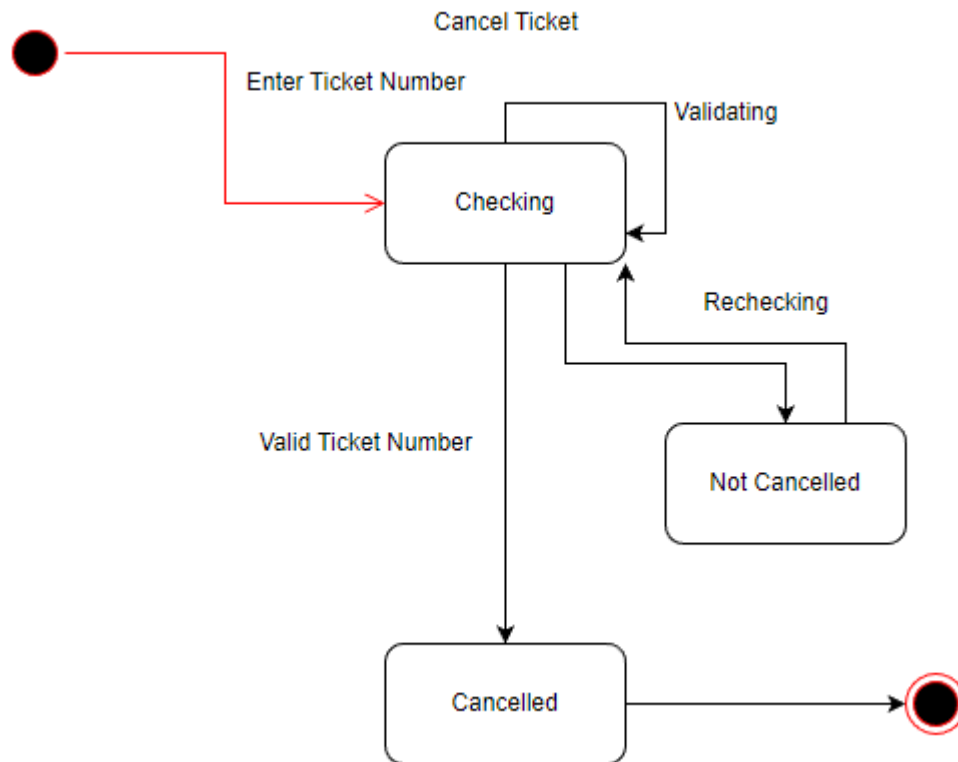 Cancel Ticket
Enter Ticket Number
Validating
Checking
Rechecking
Valid Ticket Number
Not Cancelled
Cancelled